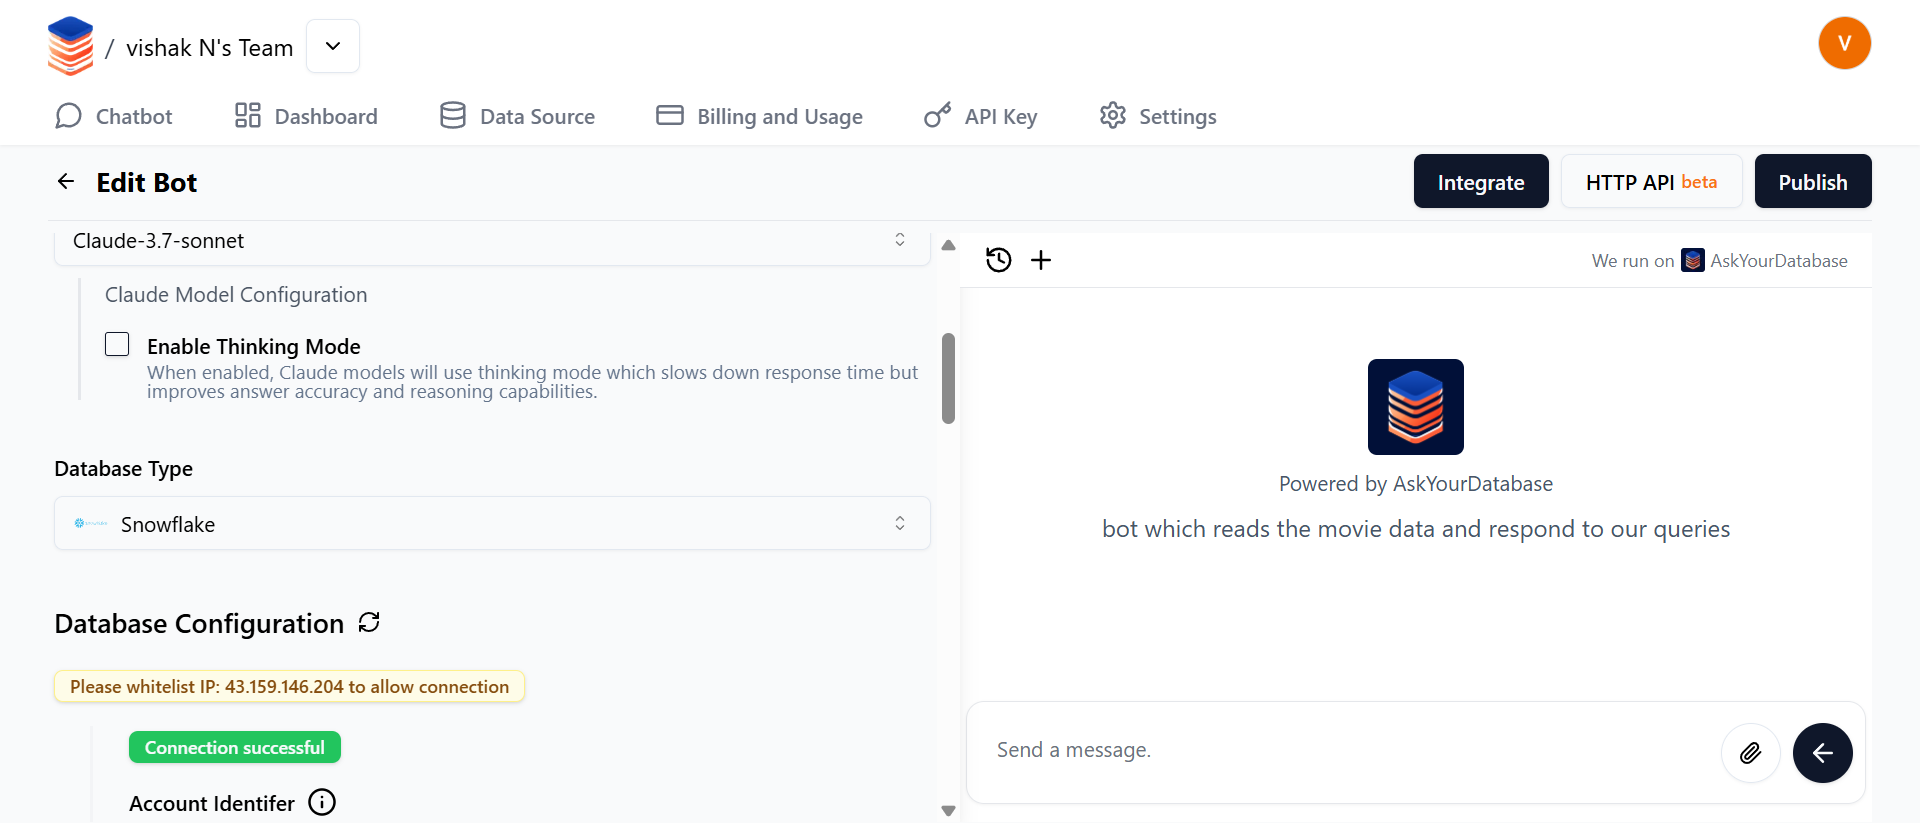 / vishak N's Team
V
Chatbot
Dashboard
Data Source
Billing and Usage
API Key
Settings
Edit Bot
Integrate
HTTP API beta
Publish
Claude-3.7-sonnet
Claude Model Configuration
Enable Thinking Mode
When enabled, Claude models will use thinking mode which slows down response time but
improves answer accuracy and reasoning capabilities.
Database Type
Snowflake
Database Configuration
Please whitelist IP: 43.159.146.204 to allow connection
Connection successful
Account Identifer
We run on AskYourDatabase
Powered by AskYourDatabase
bot which reads the movie data and respond to our queries
Send a message.